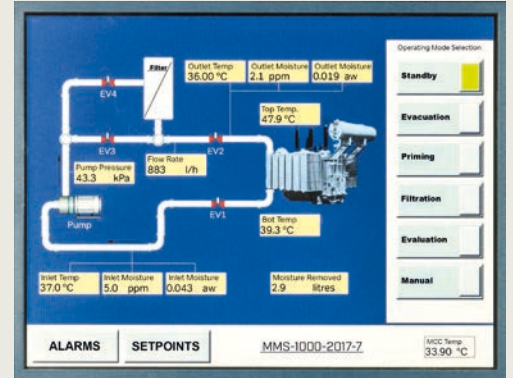 Operating Mode Selection
Filter
Outlet Temp
36.00 °C
Outlet Moisture
2.1 ppm
Outlet Moisture
0.019 aw
Standby
EV4
Top Temp.
47.9 °C
Evacuation
EV3
EV2
Priming
Pump Pressure
43.3 kPa
Flow Rate
883 l/h
Filtration
Pump
EV1
Bot Temp
39.3 °C
Evaluation
Inlet Temp
37.0 °C
Inlet Moisture
5.0 ppm
Inlet Moisture
0.043 aw
Moisture Removed
2.9 litres
Manual
ALARMS
SETPOINTS
MMS-1000-2017-7
MCC Temp
33.90 °C